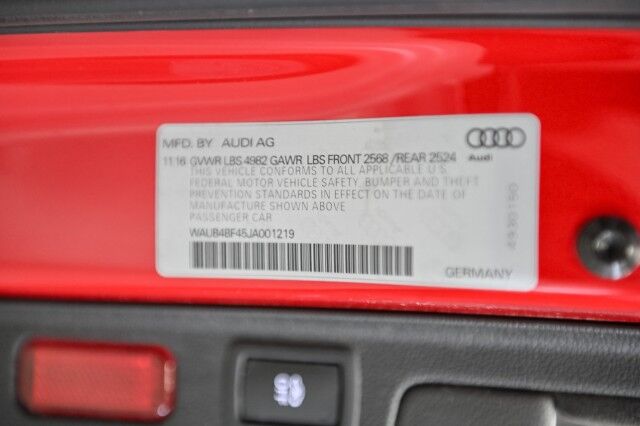 MFD. BY AUDI AG
11:16 GVWR LBS 4982 GAWR LBS FRONT 2568 /REAR 2524
THIS VEHICLE CONFORMS TO ALL APPLICABLE U.S.
FEDERAL MOTOR VEHICLE SAFETY, BUMPER AND THEFT
PREVENTION STANDARDS IN EFFECT ON THE DATE OF
MANUFACTURE SHOWN ABOVE
PASSENGER CAR
WAUB4BF45JA001219
GERMANY
Audi